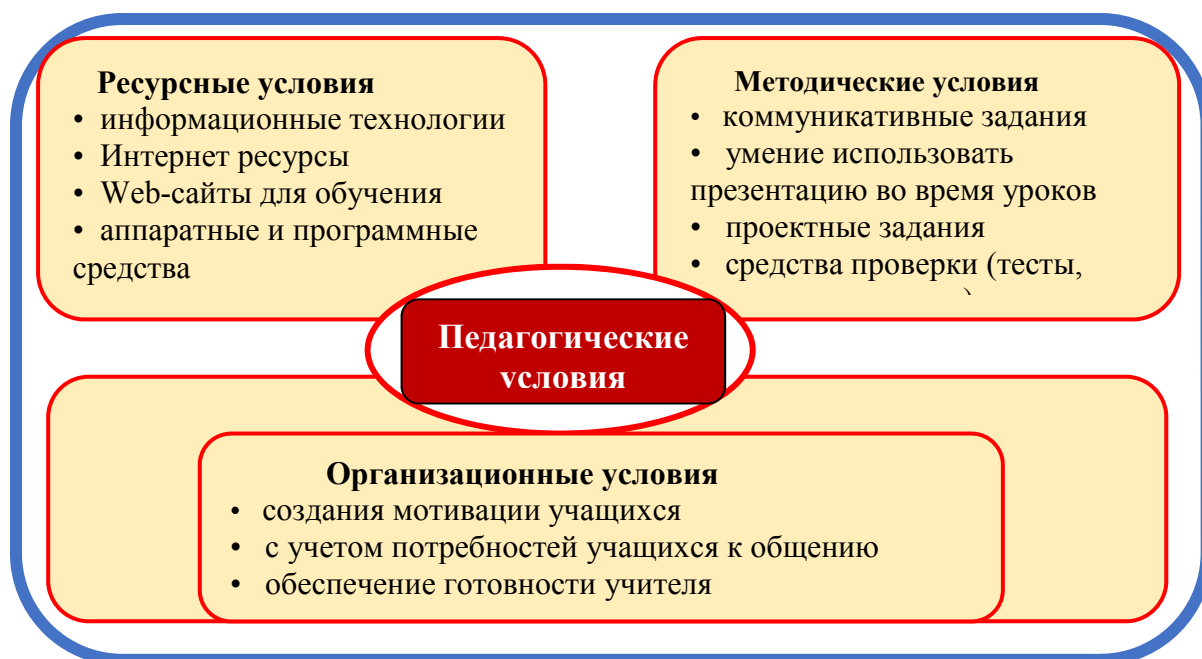 Ресурсные условия
• информационные технологии
• Интернет ресурсы
• Web-сайты для обучения
• аппаратные и программные
средства
Методические условия
• коммуникативные задания
• умение использовать
презентацию во время уроков
• проектные задания
• средства проверки (тесты,
Педагогические
условия
Организационные условия
• создания мотивации учащихся
• с учетом потребностей учащихся к общению
• обеспечение готовности учителя